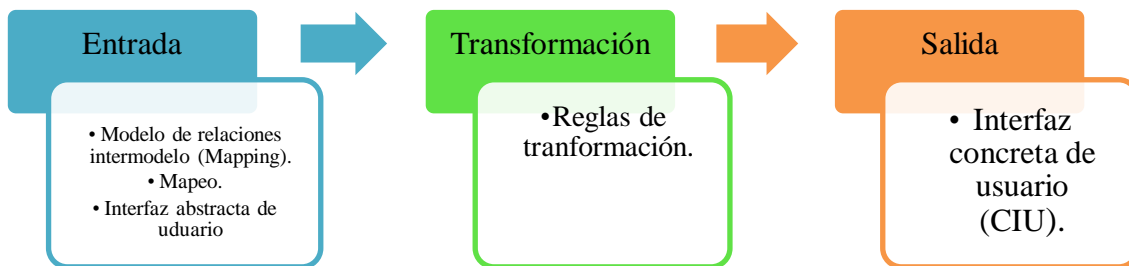 Entrada
• Modelo de relaciones
intermodelo (Mapping).
• Mapeo.
• Interfaz abstracta de
uduario
Transformación
•Reglas de
tranformación.
Salida
• Interfaz
concreta de
usuario
(CIU).